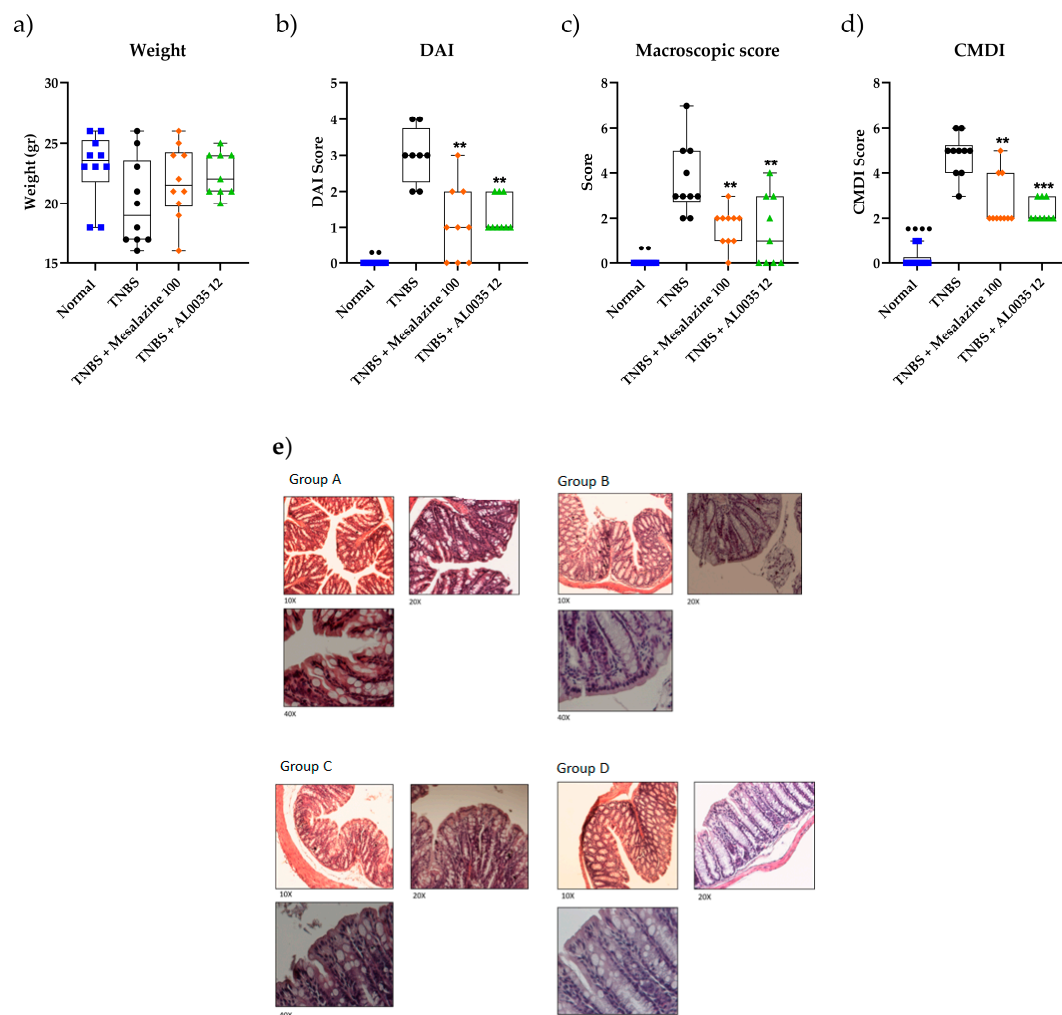 a)
Weight
30
25
20
15
Weight (gr)
Normal
TNBS
TNBS + Mesalazine 100
TNBS + AL0035 12
b)
DAI
5
4
3
2
1
0
DAI Score
••
**
**
Normal
TNBS
TNBS + Mesalazine 100
TNBS + AL0035 12
c)
Macroscopic score
8
6
4
2
0
Score
••
**
**
Normal
TNBS
TNBS + Mesalazine 100
TNBS + AL0035 12
d)
CMDI
8
6
4
2
0
CMDI Score
••••
**
***
Normal
TNBS
TNBS + Mesalazine 100
TNBS + AL0035 12
e)
Group A
10X
20X
40X
Group B
10X
20X
40X
Group C
10X
20X
40X
Group D
10X
20X